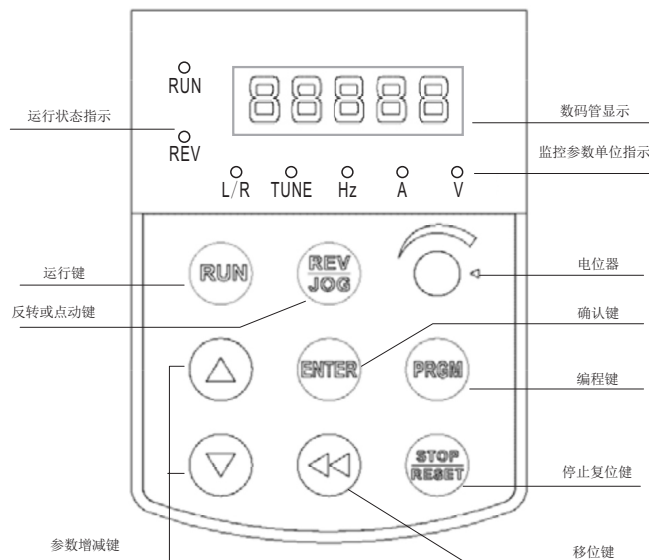 RUN
88888
运行状态指示
数码管显示
REV
监控参数单位指示
L/R TUNE Hz A V
运行键
RUN
REV
JOG
电位器
反转或点动键
确认键
ENTER
PRGM
编程键
STOP
RESET
停止复位健
参数增减键
移位键